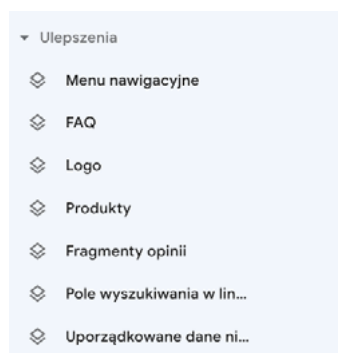 Ulepszenia
Menu nawigacyjne
FAQ
Logo
Produkty
Fragmenty opinii
Pole wyszukiwania w lin...
Uporządkowane dane ni...